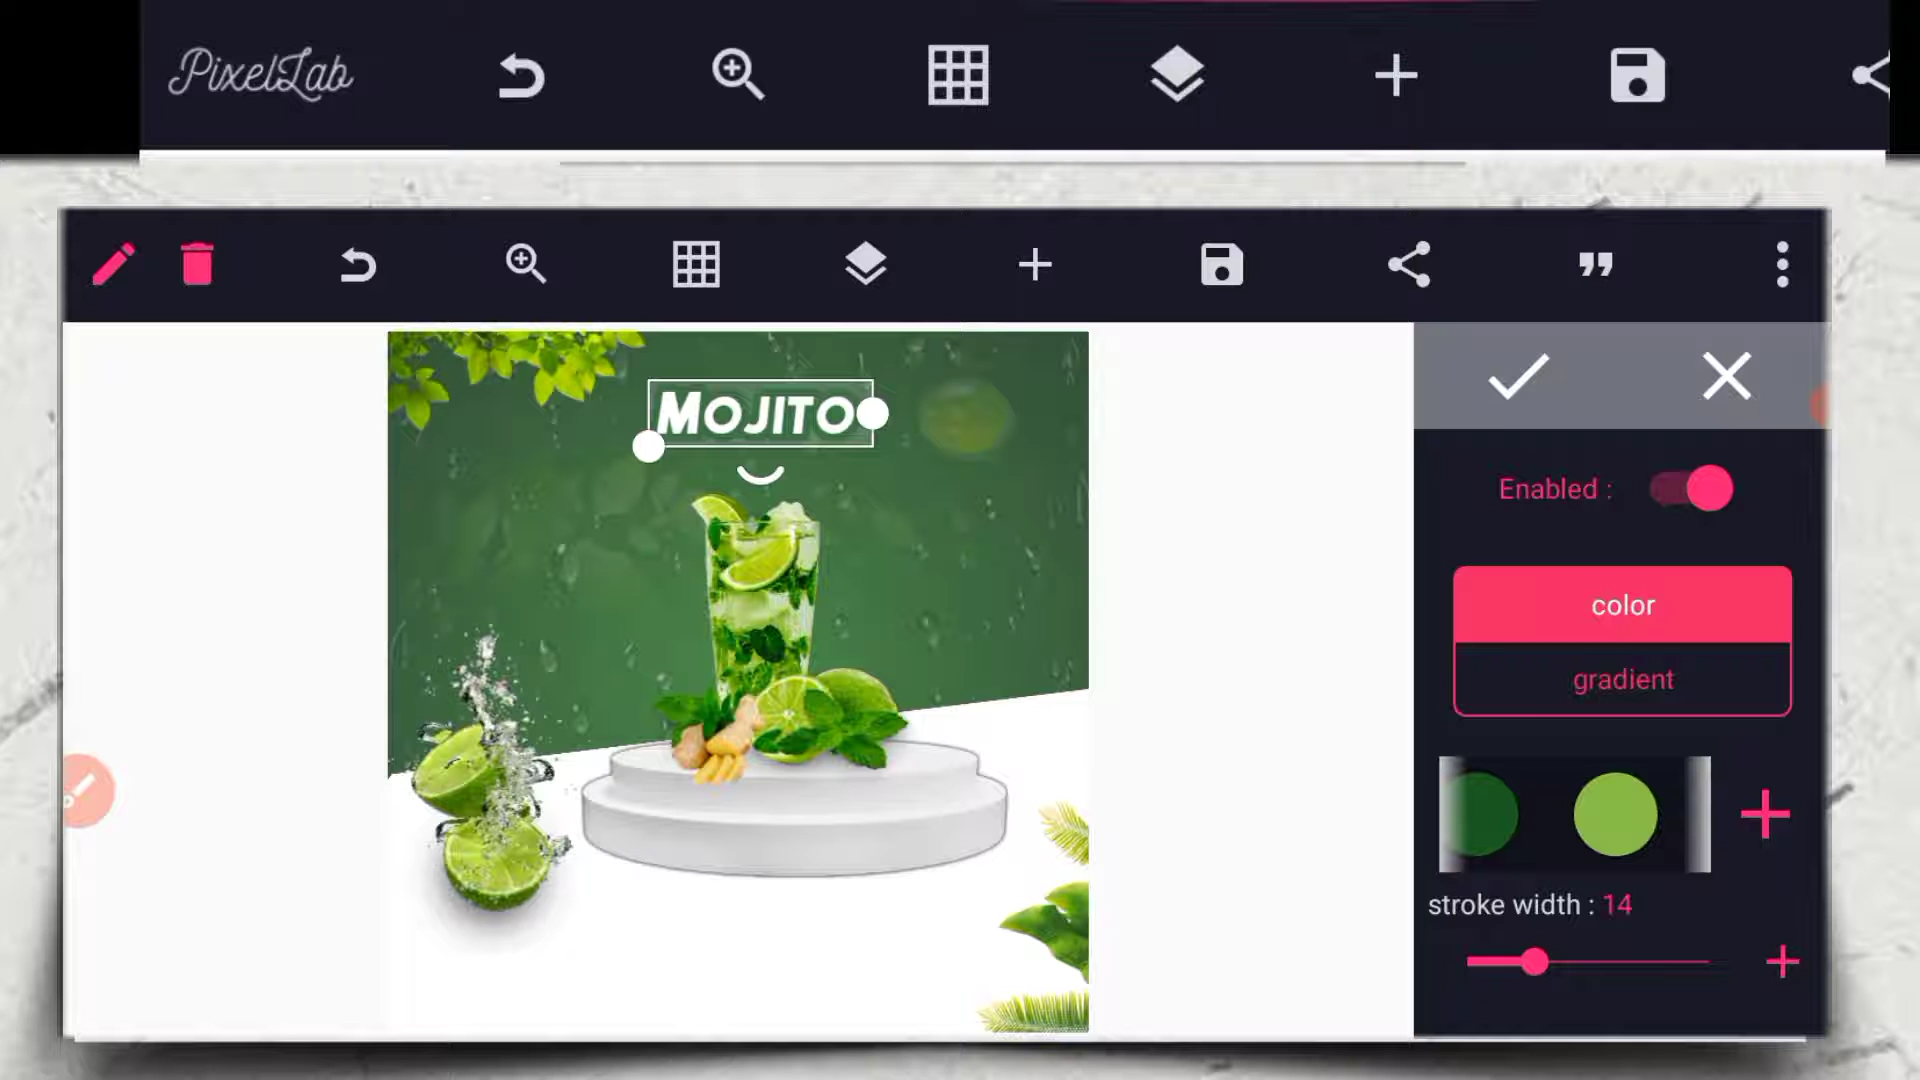 PixelLab
MOJITO
Enabled :
color
gradient
stroke width : 14